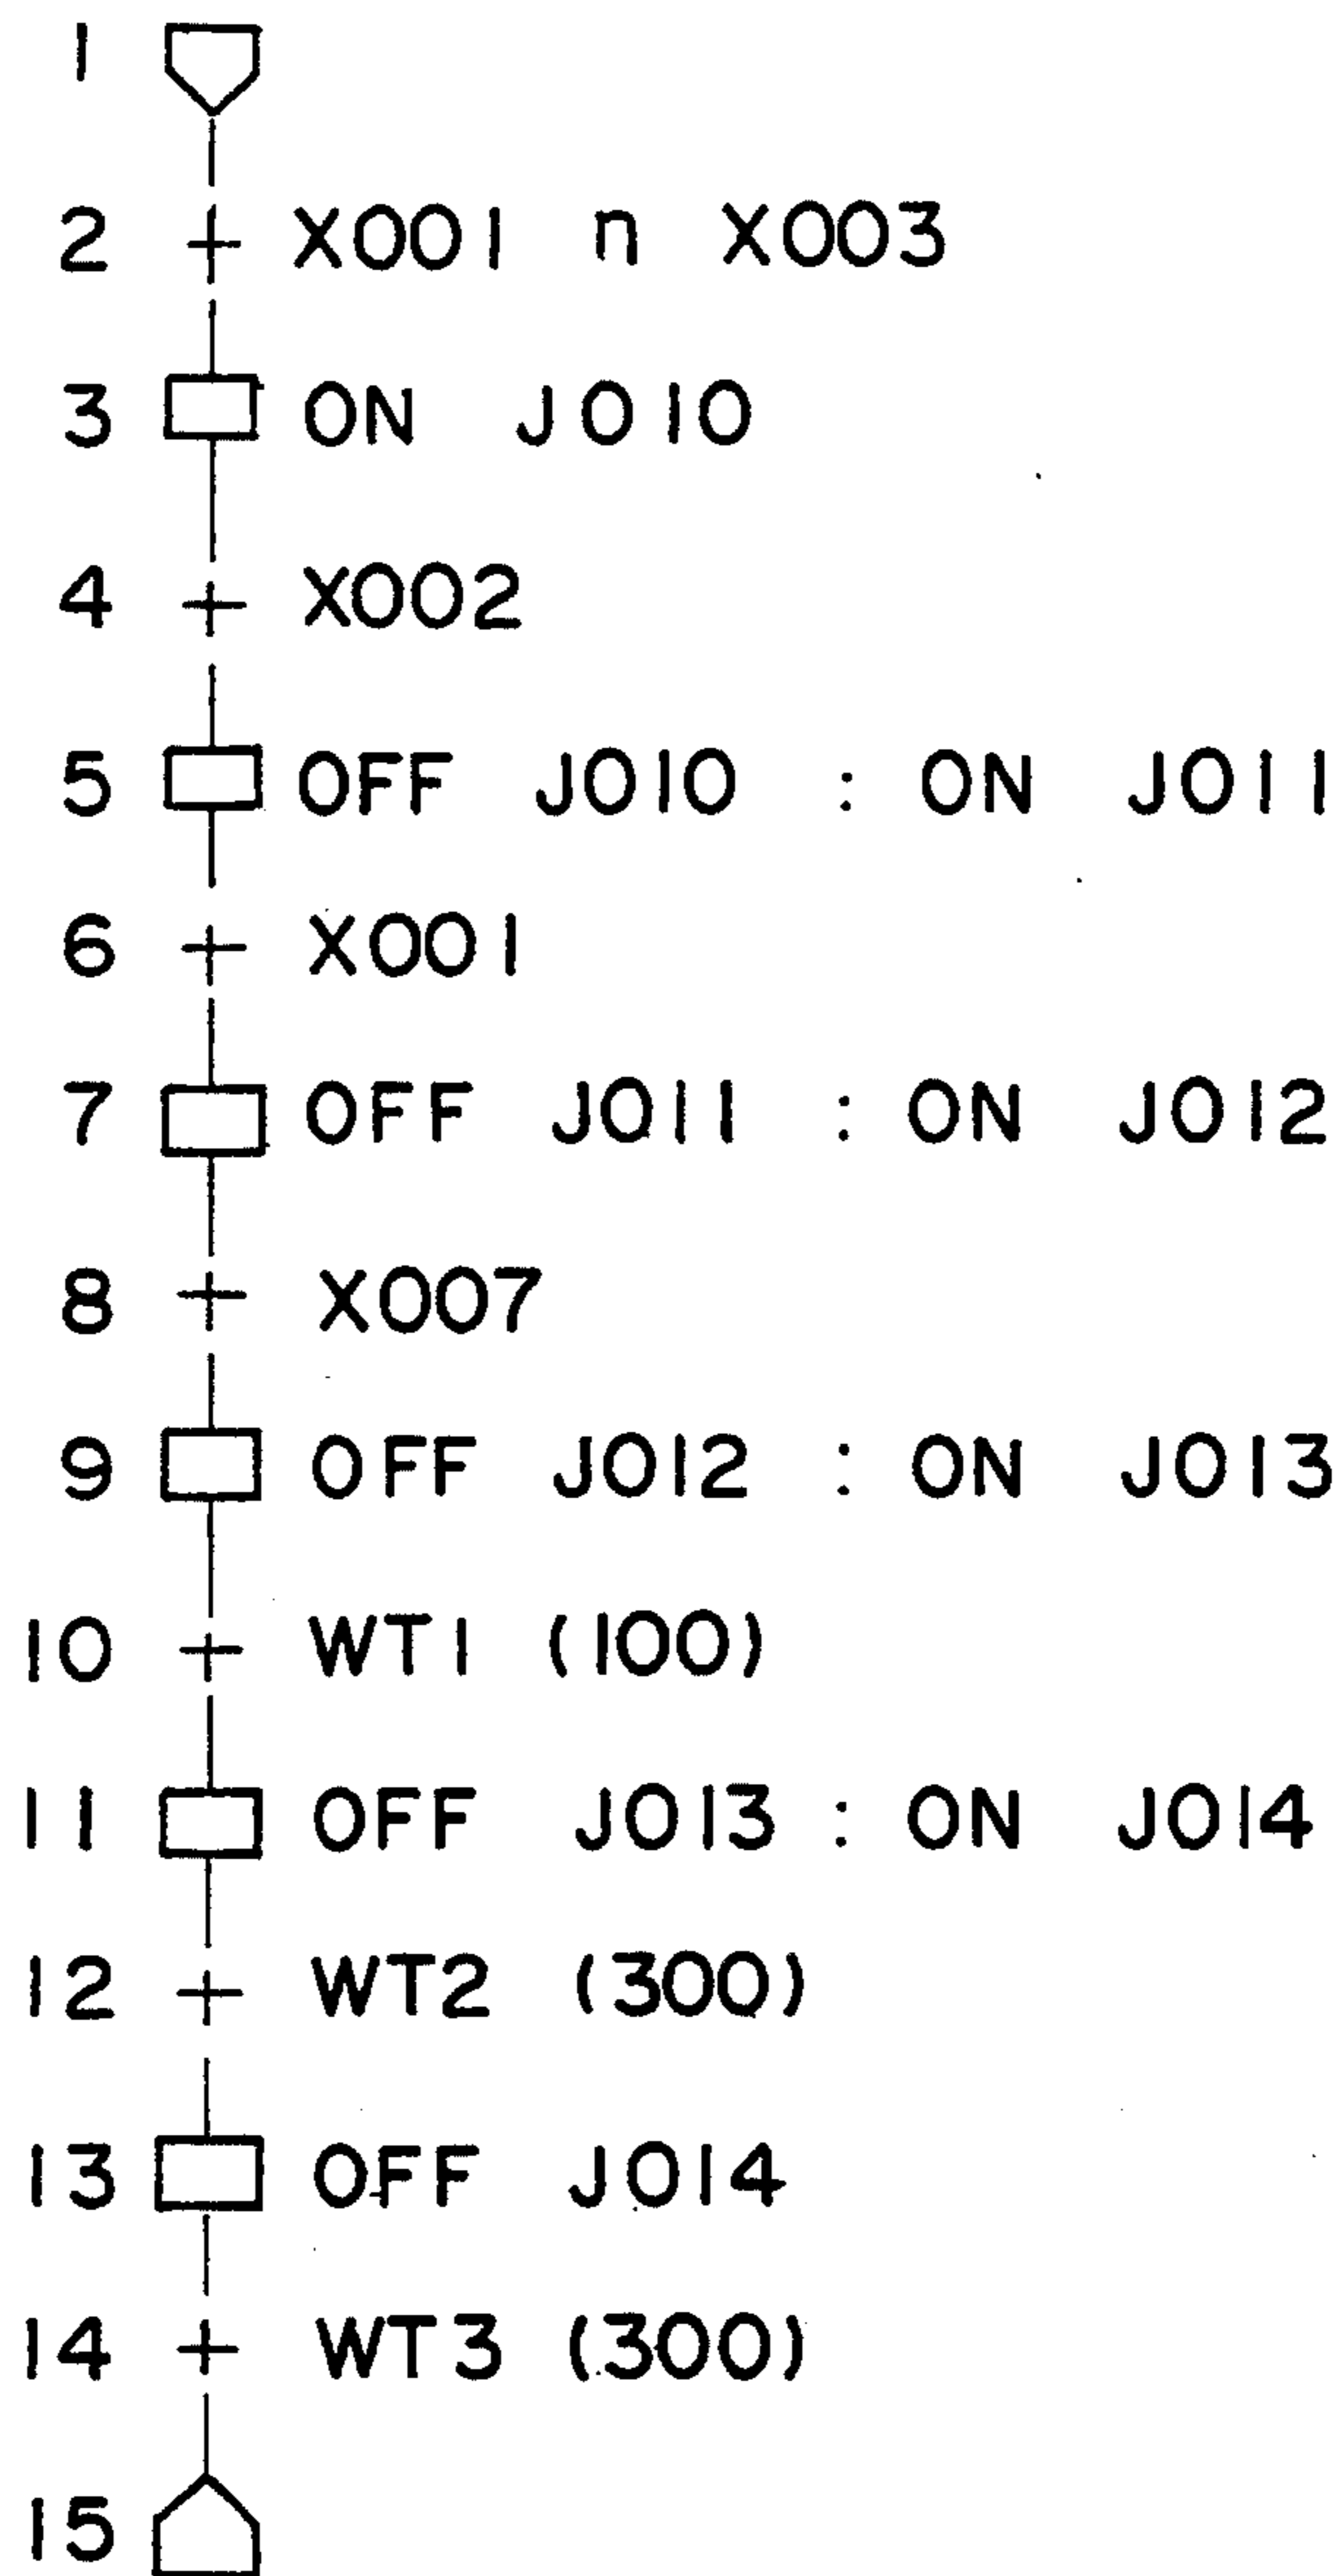 1
2 X001 ∩ X003
3 ON J010
4 X002
5 OFF J010 : ON J011
6 X001
7 OFF J011 : ON J012
8 X007
9 OFF J012 : ON J013
10 WT1 (100)
11 OFF J013 : ON J014
12 WT2 (300)
13 OFF J014
14 WT3 (300)
15